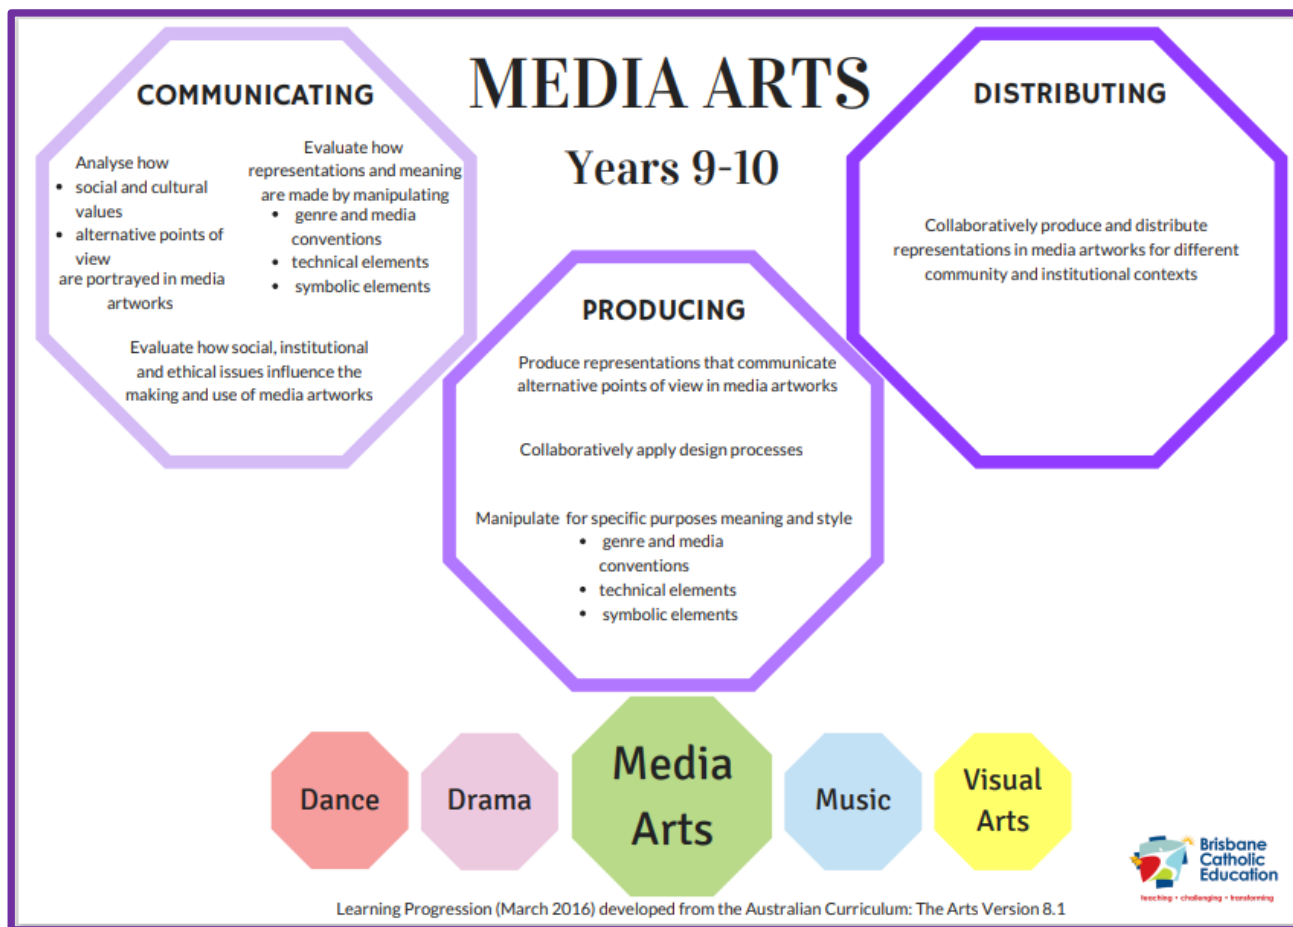 MEDIA ARTS
Years 9-10
COMMUNICATING
Analyse how
• social and cultural
values
• alternative points of
view
are portrayed in media
artworks
Evaluate how
representations and meaning
are made by manipulating
• genre and media
conventions
• technical elements
• symbolic elements
Evaluate how social, institutional
and ethical issues influence the
making and use of media artworks
PRODUCING
Produce representations that communicate
alternative points of view in media artworks
Collaboratively apply design processes
Manipulate for specific purposes meaning and style
• genre and media
conventions
• technical elements
• symbolic elements
DISTRIBUTING
Collaboratively produce and distribute
representations in media artworks for different
community and institutional contexts
Dance
Drama
Media
Arts
Music
Visual
Arts
Brisbane
Catholic
Education
teaching • challenging • transforming
Learning Progression (March 2016) developed from the Australian Curriculum: The Arts Version 8.1